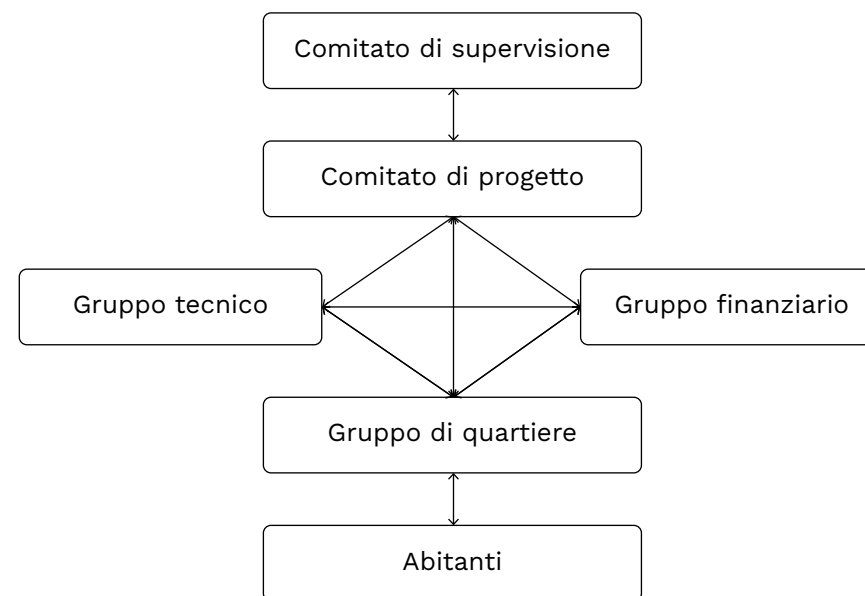 Comitato di supervisione
Comitato di progetto
Gruppo tecnico
Gruppo finanziario
Gruppo di quartiere
Abitanti